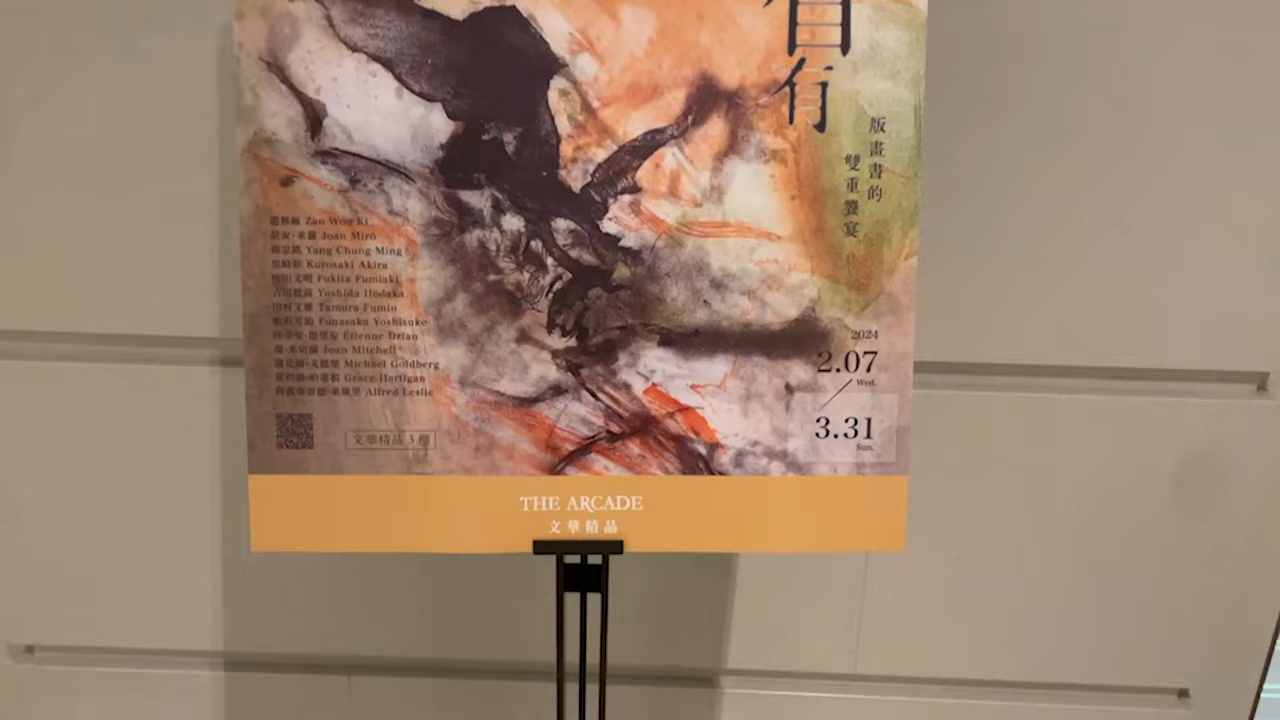 有
版畫書的
雙重饗宴
趙無極 Zao Wou-Ki
胡安·米羅 Joan Miró
楊忠銘 Yang Chung-Ming
黑崎彰 Kurosaki Akira
吹田文明 Fukita Fumiaki
吉田穗高 Yoshida Hodaka
田村文雄 Tamura Fumio
船坂芳助 Funasaka Yoshisuke
Étienne Dzian
瓊·米切爾 Joan Mitchell
Michael Goldberg
Grace Hartigan
Alfred Leslie
2024
2.07
Wed.
3.31
Sun.
文華精品 3 樓
THE ARCADE
文華精品